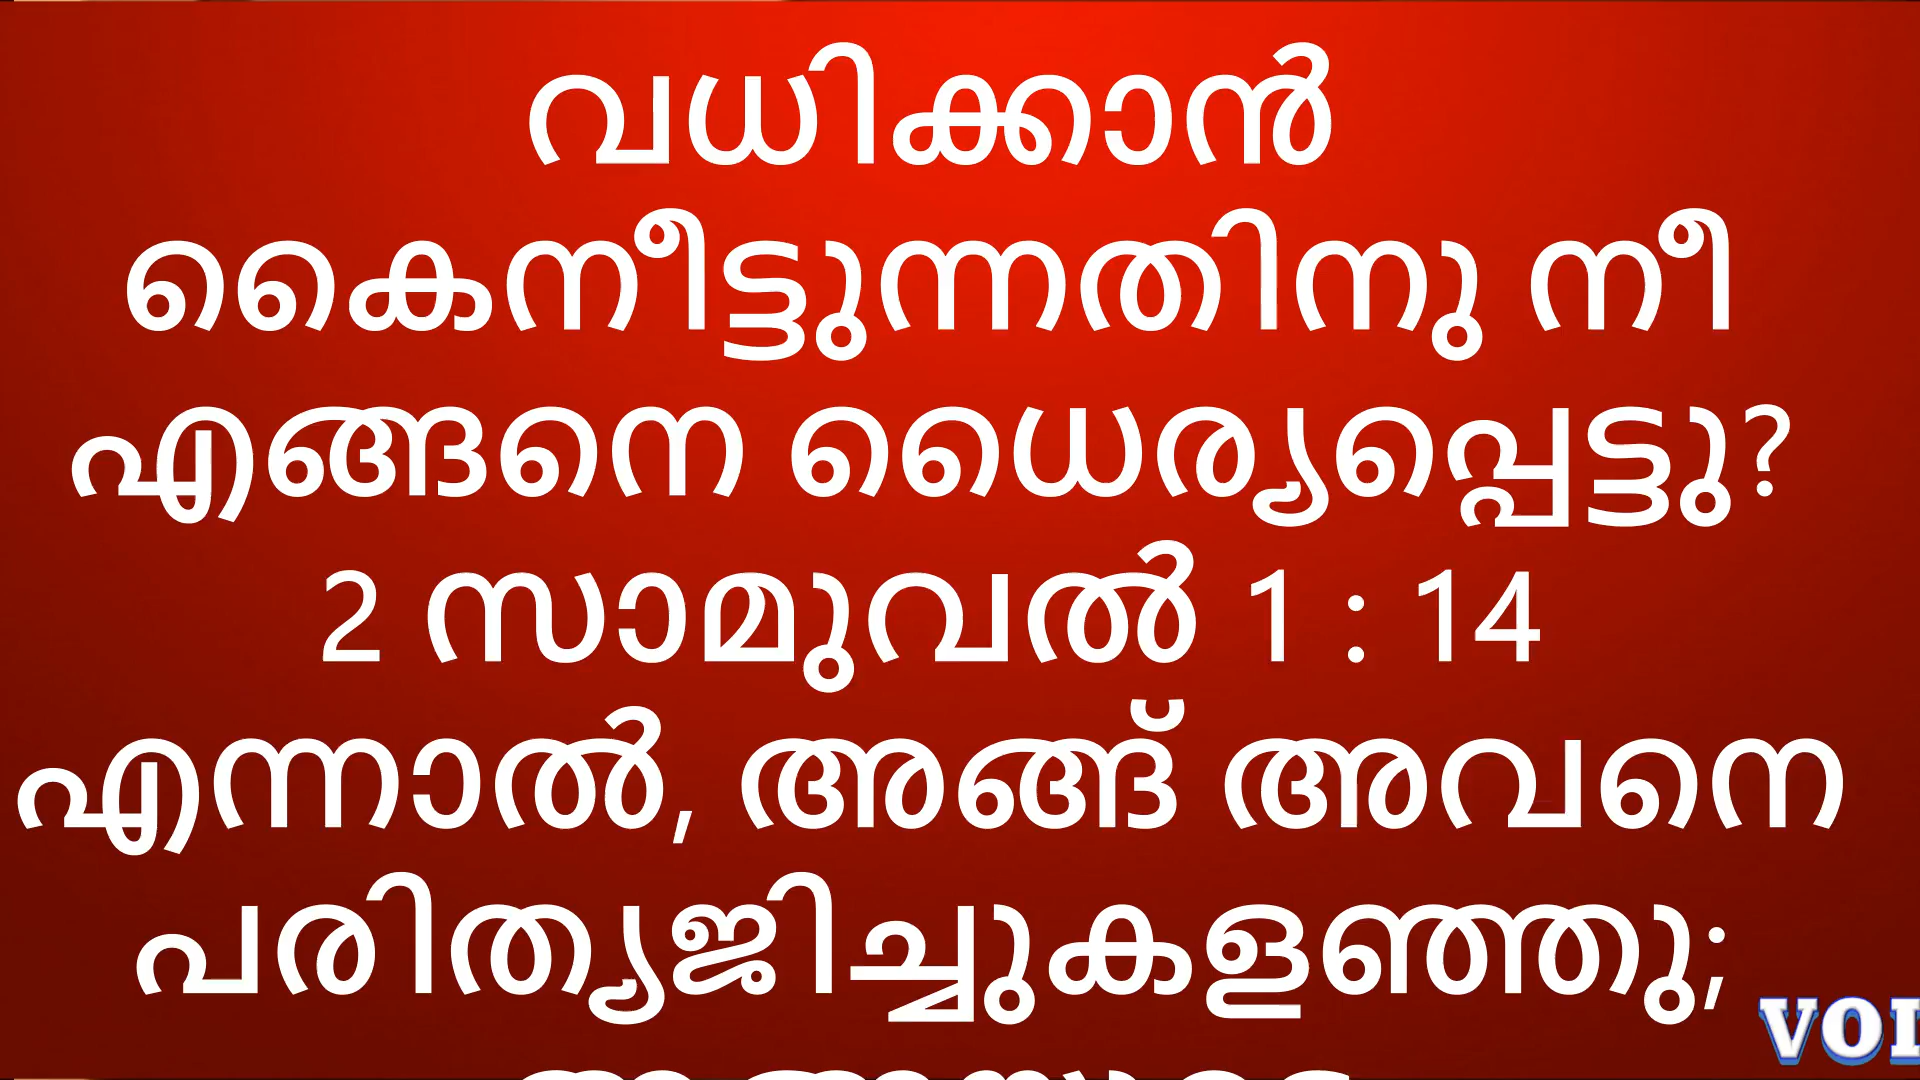 വധിക്കാൻ
കൈനീട്ടുന്നതിനു നീ
എങ്ങനെ ധൈര്യപ്പെട്ടു?
2 സാമുവൽ 1 : 14
എന്നാൽ, അങ്ങ് അവനെ
പരിത്യജിച്ചുകളഞ്ഞു;